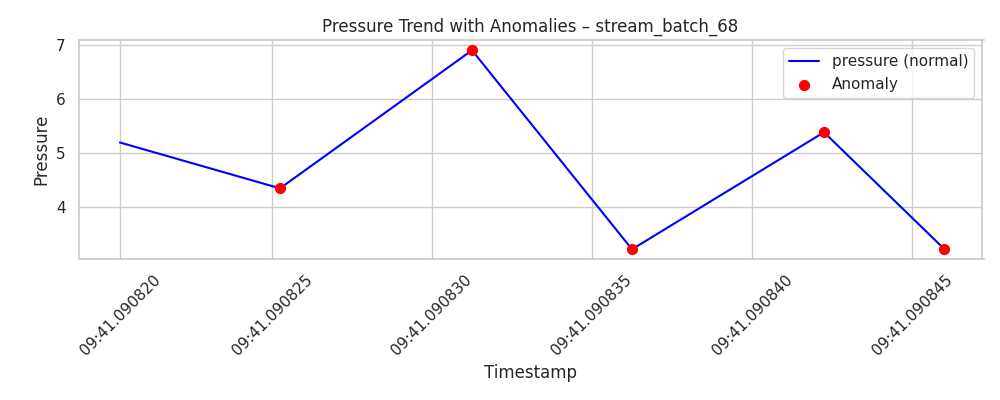 Pressure Trend with Anomalies – stream_batch_68
7
6
5
4
Pressure
pressure (normal)
Anomaly
09:41.090820
09:41.090825
09:41.090830
09:41.090835
09:41.090840
09:41.090845
Timestamp